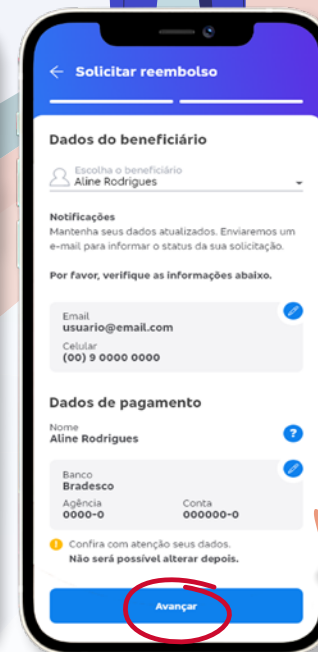 ← Solicitar reembolso
Dados do beneficiário
Escolha o beneficiário
Aline Rodrigues
Notificações
Mantenha seus dados atualizados. Enviaremos um
e-mail para informar o status da sua solicitação.
Por favor, verifique as informações abaixo.
Email
usuario@email.com
Celular
(00) 9 0000 0000
Dados de pagamento
Nome
Aline Rodrigues
?
Banco
Bradesco
Agência Conta
0000-0 000000-0
! Confira com atenção seus dados.
Não será possível alterar depois.
Avançar